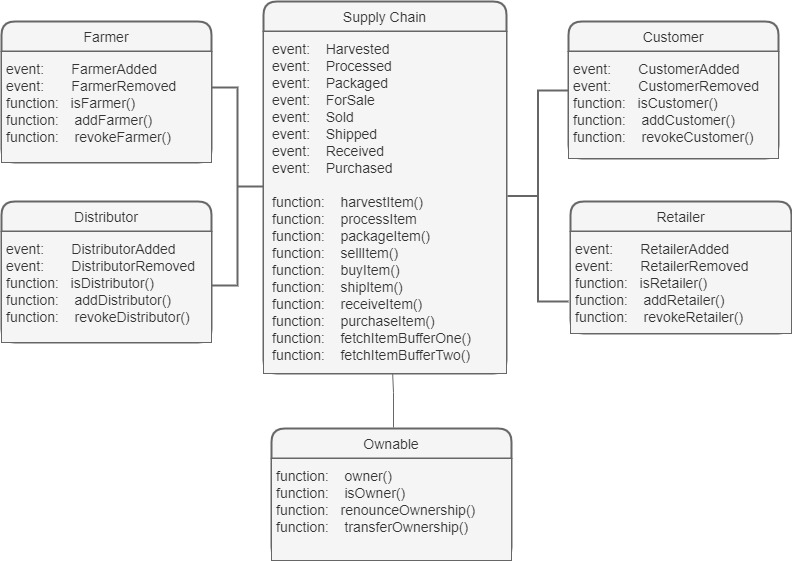 Farmer
event: FarmerAdded
event: FarmerRemoved
function: isFarmer()
function: addFarmer()
function: revokeFarmer()
Distributor
event: DistributorAdded
event: DistributorRemoved
function: isDistributor()
function: addDistributor()
function: revokeDistributor()
Supply Chain
event: Harvested
event: Processed
event: Packaged
event: ForSale
event: Sold
event: Shipped
event: Received
event: Purchased
function: harvestItem()
function: processItem
function: packageItem()
function: sellItem()
function: buyItem()
function: shipItem()
function: receiveItem()
function: purchaseItem()
function: fetchItemBufferOne()
function: fetchItemBufferTwo()
Customer
event: CustomerAdded
event: CustomerRemoved
function: isCustomer()
function: addCustomer()
function: revokeCustomer()
Retailer
event: RetailerAdded
event: RetailerRemoved
function: isRetailer()
function: addRetailer()
function: revokeRetailer()
Ownable
function: owner()
function: isOwner()
function: renounceOwnership()
function: transferOwnership()